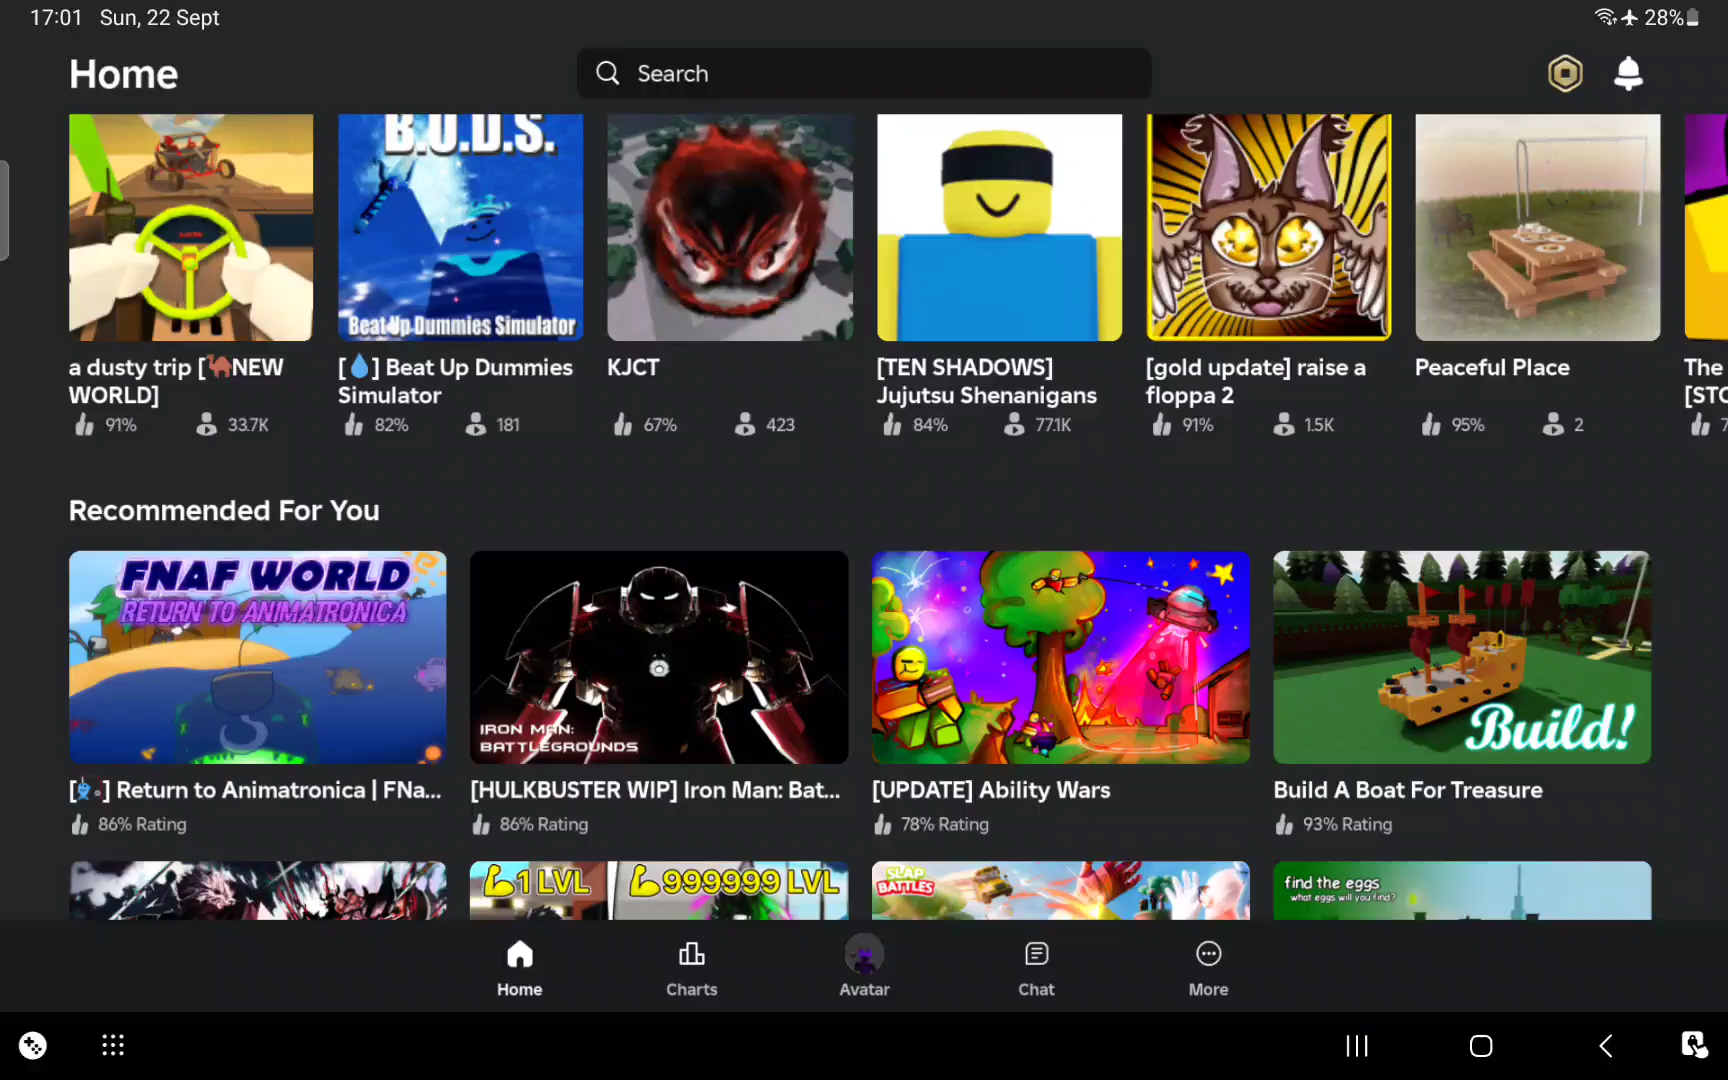 17:01 Sun, 22 Sept
28%
Home
Search
B.U.D.S.
Beat Up Dummies Simulator
a dusty trip [🐪NEW
WORLD]
91% 33.7K
[💧] Beat Up Dummies
Simulator
82% 181
KJCT
67% 423
[TEN SHADOWS]
Jujutsu Shenanigans
84% 77.1K
[gold update] raise a
floppa 2
91% 1.5K
Peaceful Place
95% 2
The
[STO
7
Recommended For You
FNAF WORLD
RETURN TO ANIMATRONICA
IRON MAN:
BATTLEGROUNDS
Build!
[] Return to Animatronica | FNa...
86% Rating
[HULKBUSTER WIP] Iron Man: Bat...
86% Rating
[UPDATE] Ability Wars
78% Rating
Build A Boat For Treasure
93% Rating
1 LVL
999999 LVL
SLAP
BATTLES
find the eggs
what eggs will you find?
Home
Charts
Avatar
Chat
More